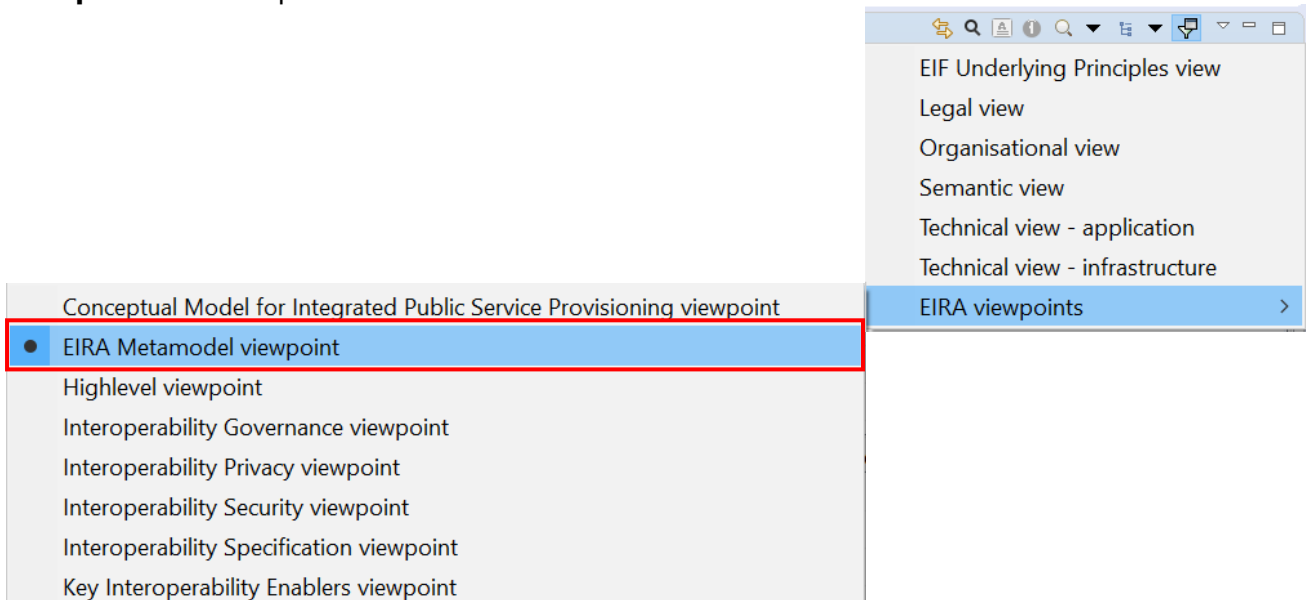 EIF Underlying Principles view
Legal view
Organisational view
Semantic view
Technical view - application
Technical view - infrastructure
EIRA viewpoints
Conceptual Model for Integrated Public Service Provisioning viewpoint
EIRA Metamodel viewpoint
Highlevel viewpoint
Interoperability Governance viewpoint
Interoperability Privacy viewpoint
Interoperability Security viewpoint
Interoperability Specification viewpoint
Key Interoperability Enablers viewpoint